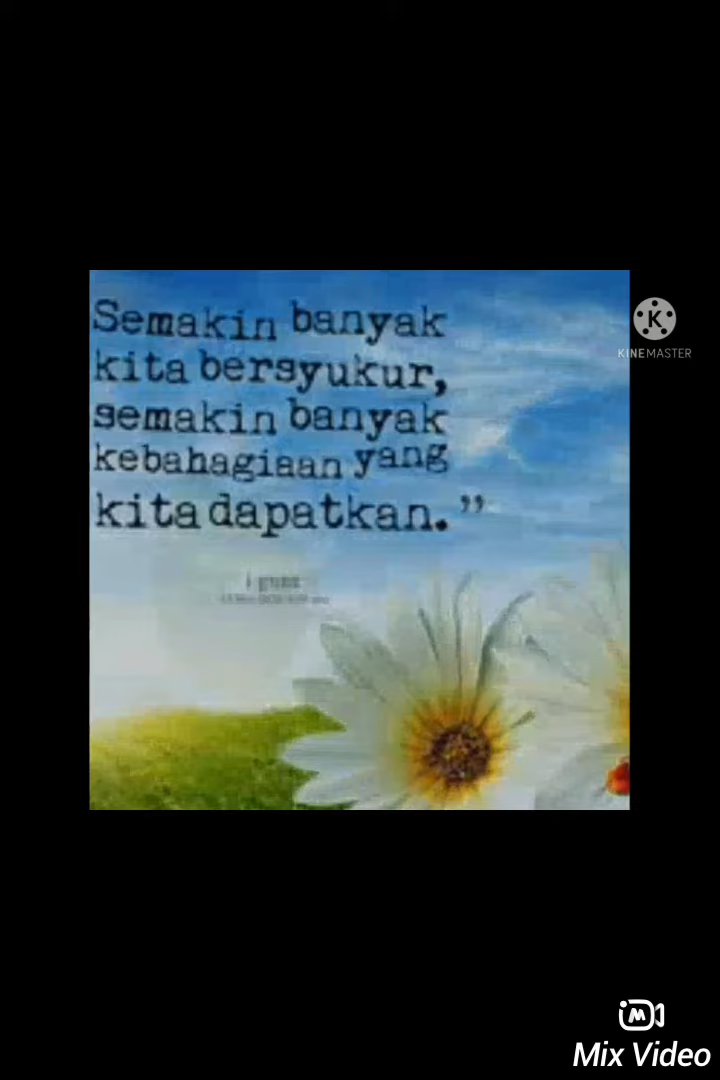 Semakin banyak
kita bersyukur,
semakin banyak
kebahagiaan yang
kita dapatkan.”
K
KINEMASTER
M
Mix Video